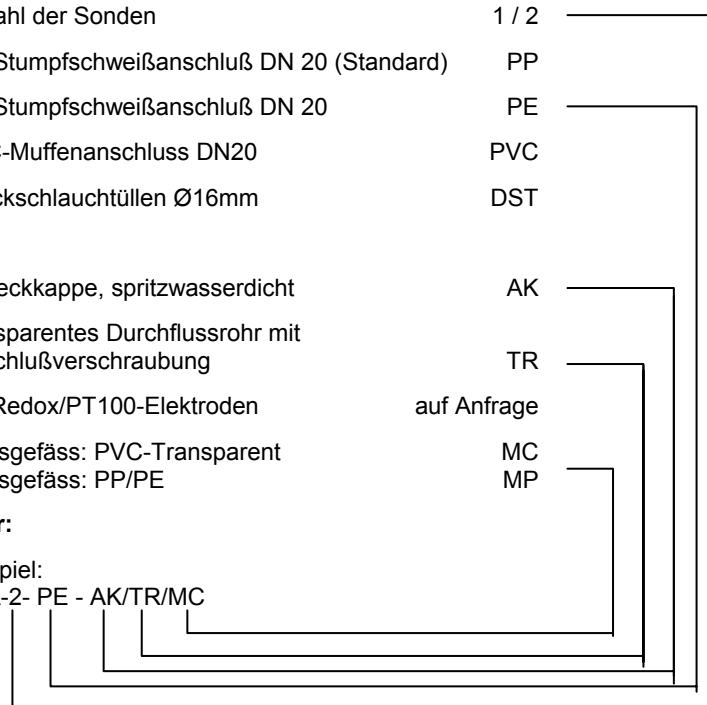 ahl der Sonden 1 / 2
Stumpfschweißanschluß DN 20 (Standard) PP
Stumpfschweißanschluß DN 20 PE
-Muffenanschluss DN20 PVC
ckschlauchtüllen Ø16mm DST
eckkappe, spritzwasserdicht AK
sparentes Durchflussrohr mit
chlußverschraubung TR
Redox/PT100-Elektroden auf Anfrage
sgefäss: PVC-Transparent MC
sgefäss: PP/PE MP
r:
piel:
-2- PE - AK/TR/MC